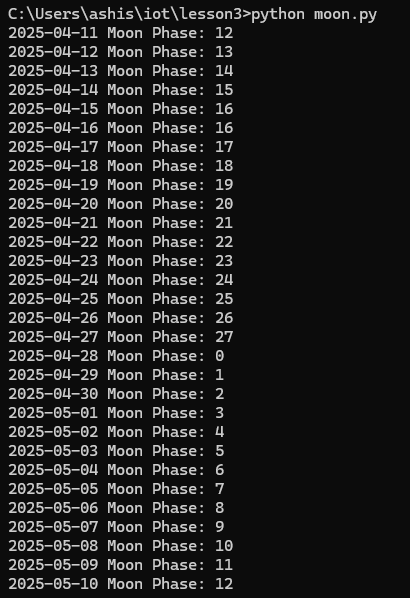 C:\Users\ashis\iot\lesson3>python moon.py
2025-04-11 Moon Phase: 12
2025-04-12 Moon Phase: 13
2025-04-13 Moon Phase: 14
2025-04-14 Moon Phase: 15
2025-04-15 Moon Phase: 16
2025-04-16 Moon Phase: 16
2025-04-17 Moon Phase: 17
2025-04-18 Moon Phase: 18
2025-04-19 Moon Phase: 19
2025-04-20 Moon Phase: 20
2025-04-21 Moon Phase: 21
2025-04-22 Moon Phase: 22
2025-04-23 Moon Phase: 23
2025-04-24 Moon Phase: 24
2025-04-25 Moon Phase: 25
2025-04-26 Moon Phase: 26
2025-04-27 Moon Phase: 27
2025-04-28 Moon Phase: 0
2025-04-29 Moon Phase: 1
2025-04-30 Moon Phase: 2
2025-05-01 Moon Phase: 3
2025-05-02 Moon Phase: 4
2025-05-03 Moon Phase: 5
2025-05-04 Moon Phase: 6
2025-05-05 Moon Phase: 7
2025-05-06 Moon Phase: 8
2025-05-07 Moon Phase: 9
2025-05-08 Moon Phase: 10
2025-05-09 Moon Phase: 11
2025-05-10 Moon Phase: 12